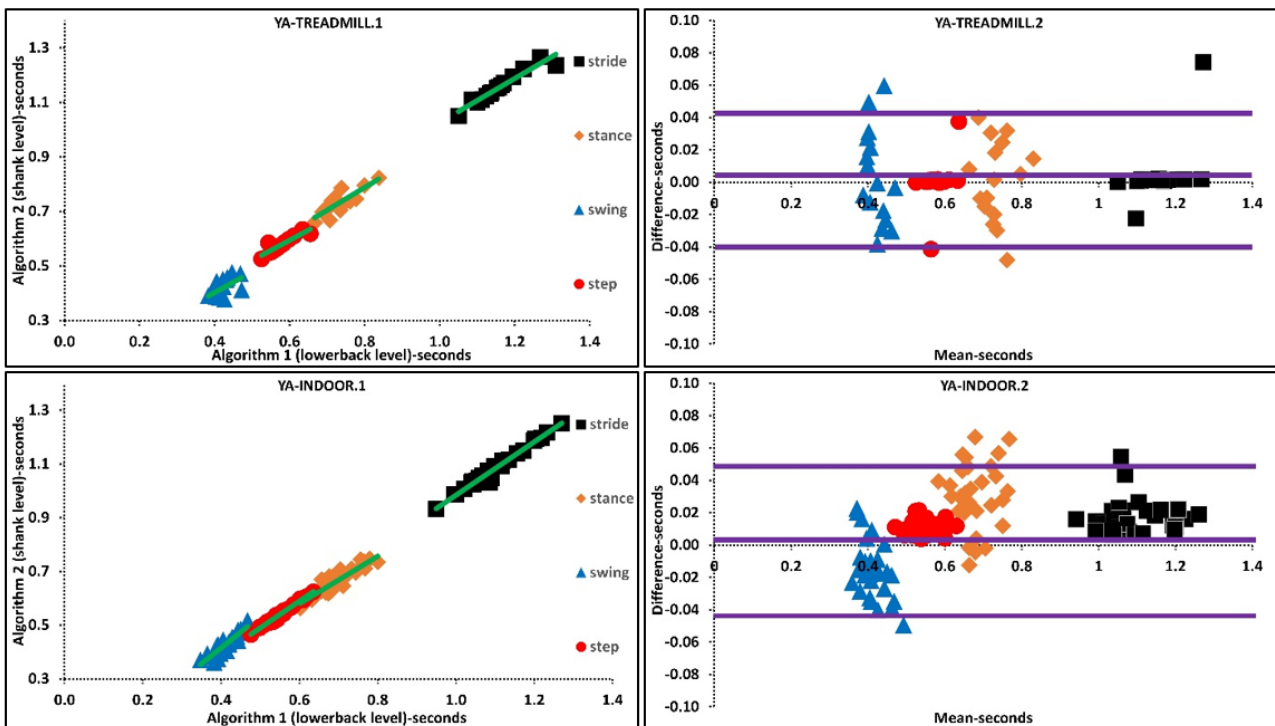 YA-TREADMILL.1
Algorithm 2 (shank level)-seconds
1.3
1.1
0.9
0.7
0.5
0.3
0.0 0.2 0.4 0.6 0.8 1.0 1.2 1.4
Algorithm 1 (lowerback level)-seconds
stride
stance
swing
step
YA-TREADMILL.2
Difference-seconds
0.10
0.08
0.06
0.04
0.02
0.00
-0.02
-0.04
-0.06
-0.08
-0.10
0 0.2 0.4 0.6 0.8 1 1.2 1.4
Mean-seconds
YA-INDOOR.1
Algorithm 2 (shank level)-seconds
1.3
1.1
0.9
0.7
0.5
0.3
0.0 0.2 0.4 0.6 0.8 1.0 1.2 1.4
Algorithm 1 (lowerback level)-seconds
stride
stance
swing
step
YA-INDOOR.2
Difference-seconds
0.10
0.08
0.06
0.04
0.02
0.00
-0.02
-0.04
-0.06
-0.08
-0.10
0 0.2 0.4 0.6 0.8 1 1.2 1.4
Mean-seconds